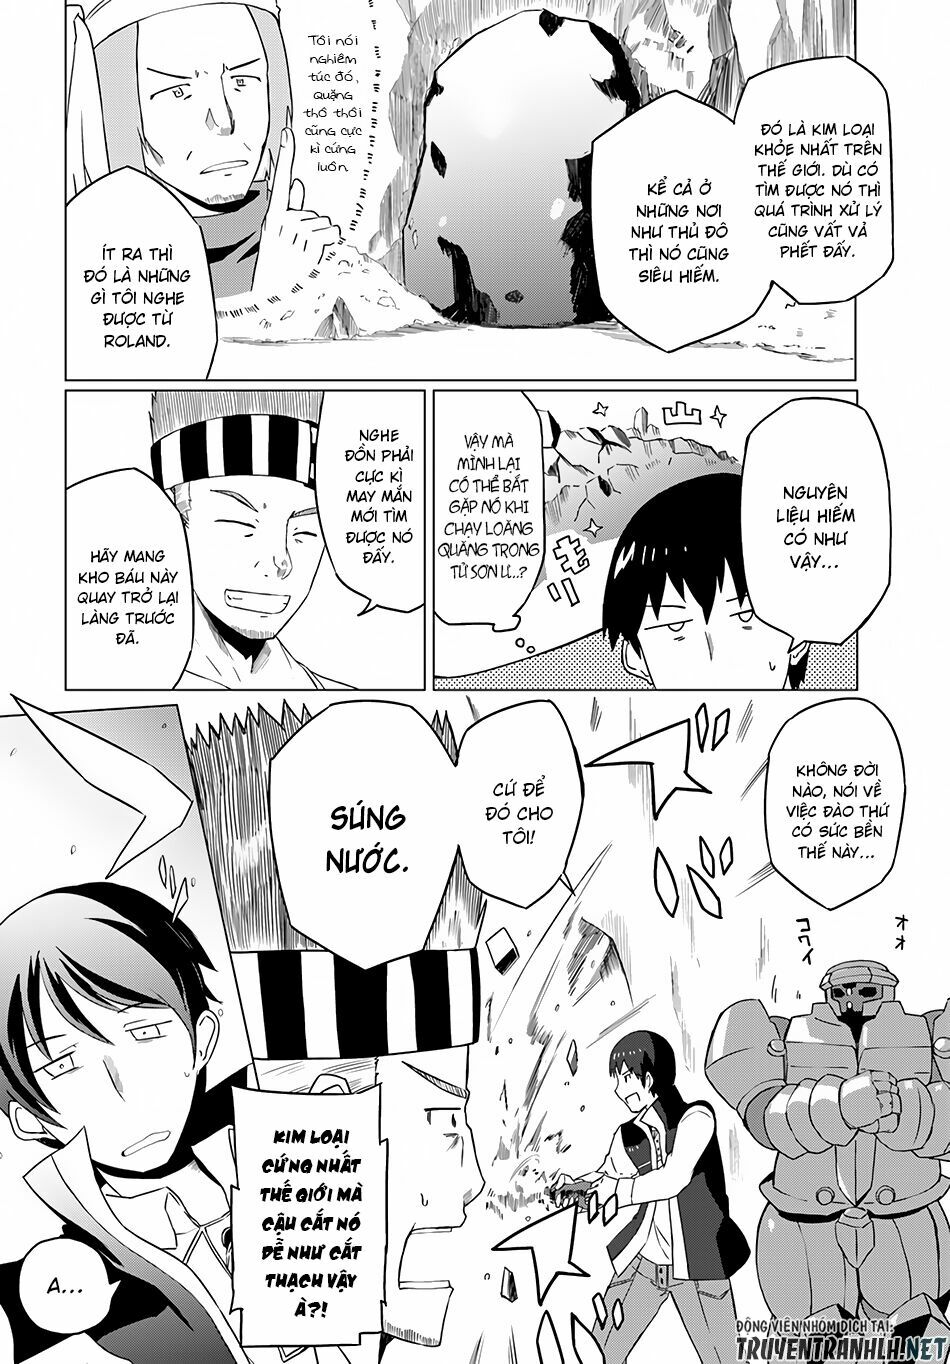 ĐÓ LÀ KIM LOẠI
KHỎE NHẤT TRÊN
THẾ GIỚI. DÙ CÓ
TÌM ĐƯỢC NÓ THÌ
QUÁ TRÌNH XỬ LÝ
CŨNG VẤT VẢ
PHẾT ĐẤY.
KỂ CẢ Ở
NHỮNG NƠI
NHƯ THỦ ĐÔ
THÌ NÓ CŨNG
SIÊU HIẾM.
Tôi nói
nghiêm
túc đó,
quặng
thô thôi
cũng cực
kì cứng
luôn.
ÍT RA THÌ
ĐÓ LÀ NHỮNG
GÌ TÔI NGHE
ĐƯỢC TỪ
ROLAND.
NGHE
ĐỒN PHẢI
CỰC KÌ
MAY MẮN
MỚI TÌM
ĐƯỢC NÓ
ĐẤY.
HÃY MANG
KHO BÁU NÀY
QUAY TRỞ LẠI
LÀNG TRƯỚC
ĐÃ.
NGUYÊN
LIỆU HIẾM
CÓ NHƯ
VẬY...
VẬY MÀ
MÌNH LẠI
CÓ THỂ BẮT
GẶP NÓ KHI
CHẠY LOĂNG
QUĂNG TRONG
TỬ SƠN Ư..?
山
モリ
KHÔNG ĐỜI
NÀO, NÓI VỀ
VIỆC ĐÀO THỨ
CÓ SỨC BỀN
THẾ NÀY...
CỨ ĐỂ
ĐÓ CHO
TÔI!
SÚNG
NƯỚC.
オオ
KIM LOẠI
CỨNG NHẤT
THẾ GIỚI MÀ
CẬU CẮT NÓ
DỄ NHƯ CẮT
THẠCH VẬY
À?!
A...
ĐỘNG VIÊN NHÓM DỊCH TẠI:
TRUYENTRANHLH.NET